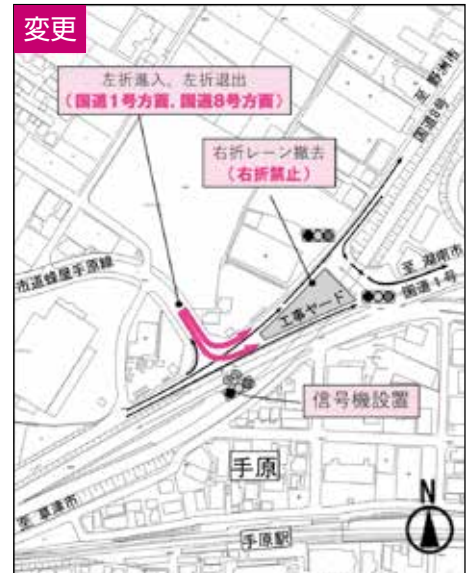 変更
左折進入、左折退出
(国道1号方面、国道8号方面)
右折レーン撤去
(右折禁止)
至 野洲市
国道8号
市道蜂屋手原線
至 湖南市
国道1号
工事ヤード
信号機設置
手原
至 草津市
手原駅
N